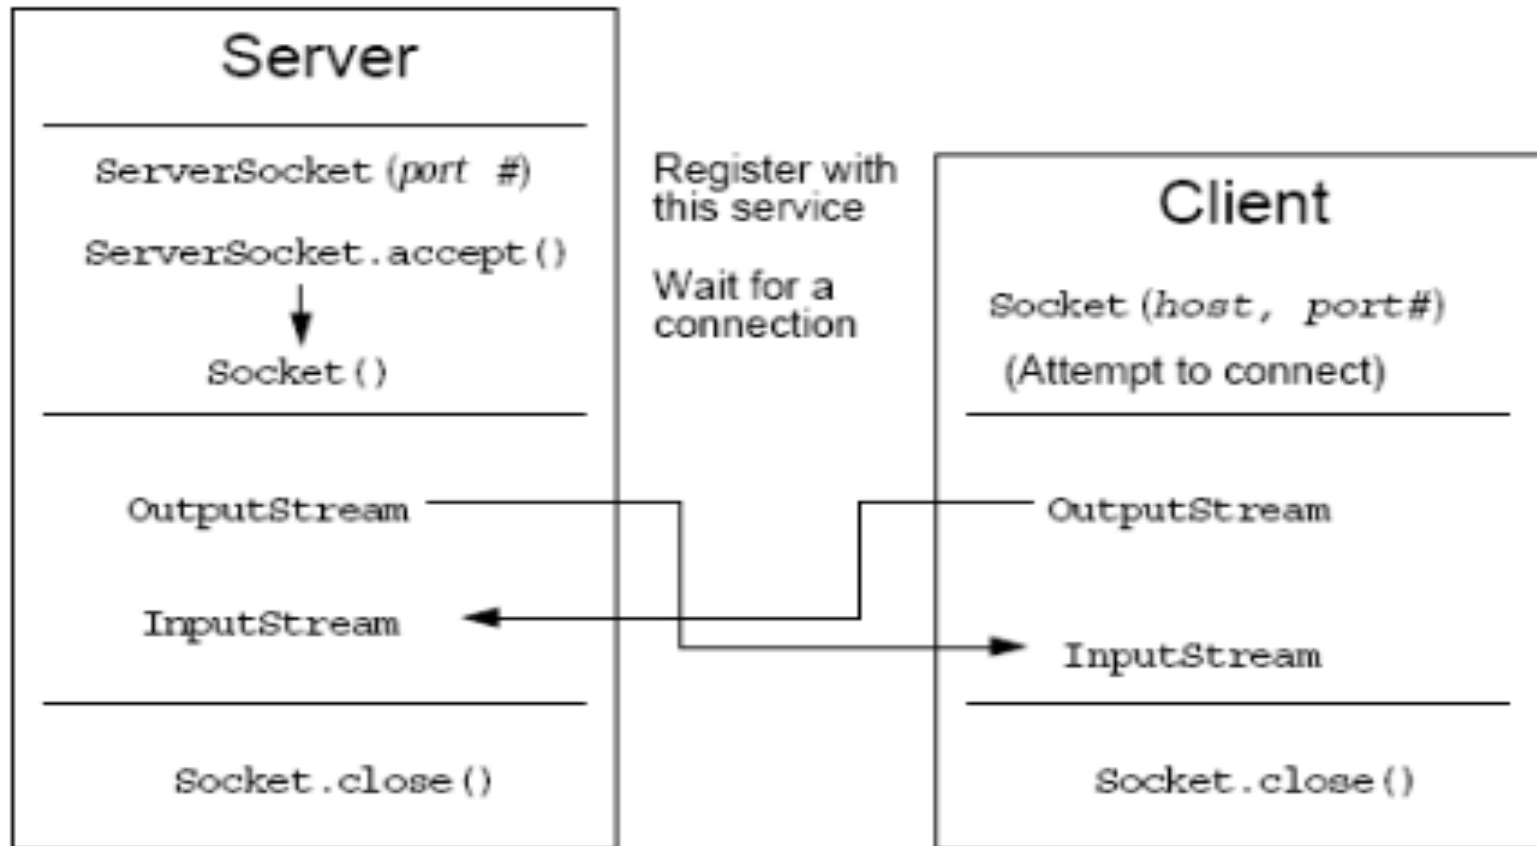 Server
ServerSocket (port #)
ServerSocket.accept()
Socket()
OutputStream
InputStream
Socket.close()
Register with
this service
Wait for a
connection
Client
Socket (host, port#)
(Attempt to connect)
OutputStream
InputStream
Socket.close()